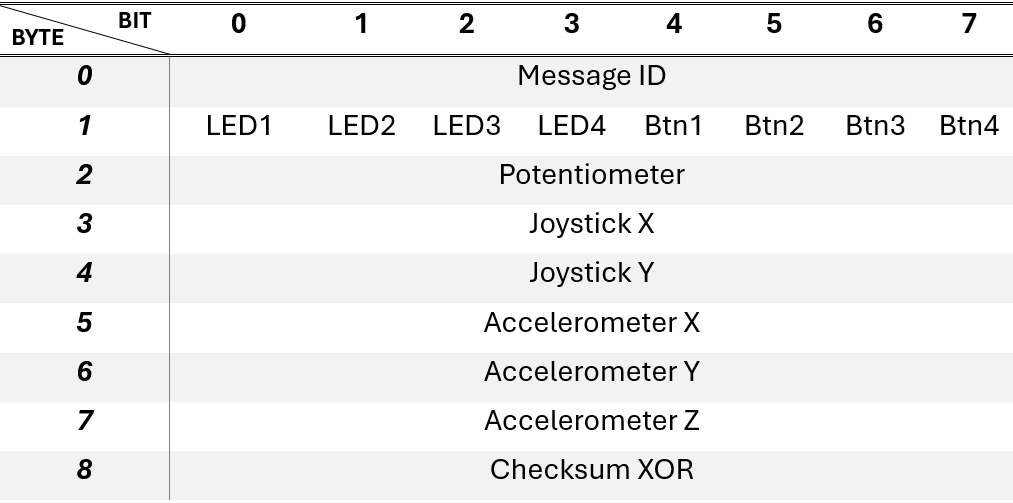 BIT 0 1 2 3 4 5 6 7
BYTE
0 Message ID
1 LED1 LED2 LED3 LED4 Btn1 Btn2 Btn3 Btn4
2 Potentiometer
3 Joystick X
4 Joystick Y
5 Accelerometer X
6 Accelerometer Y
7 Accelerometer Z
8 Checksum XOR